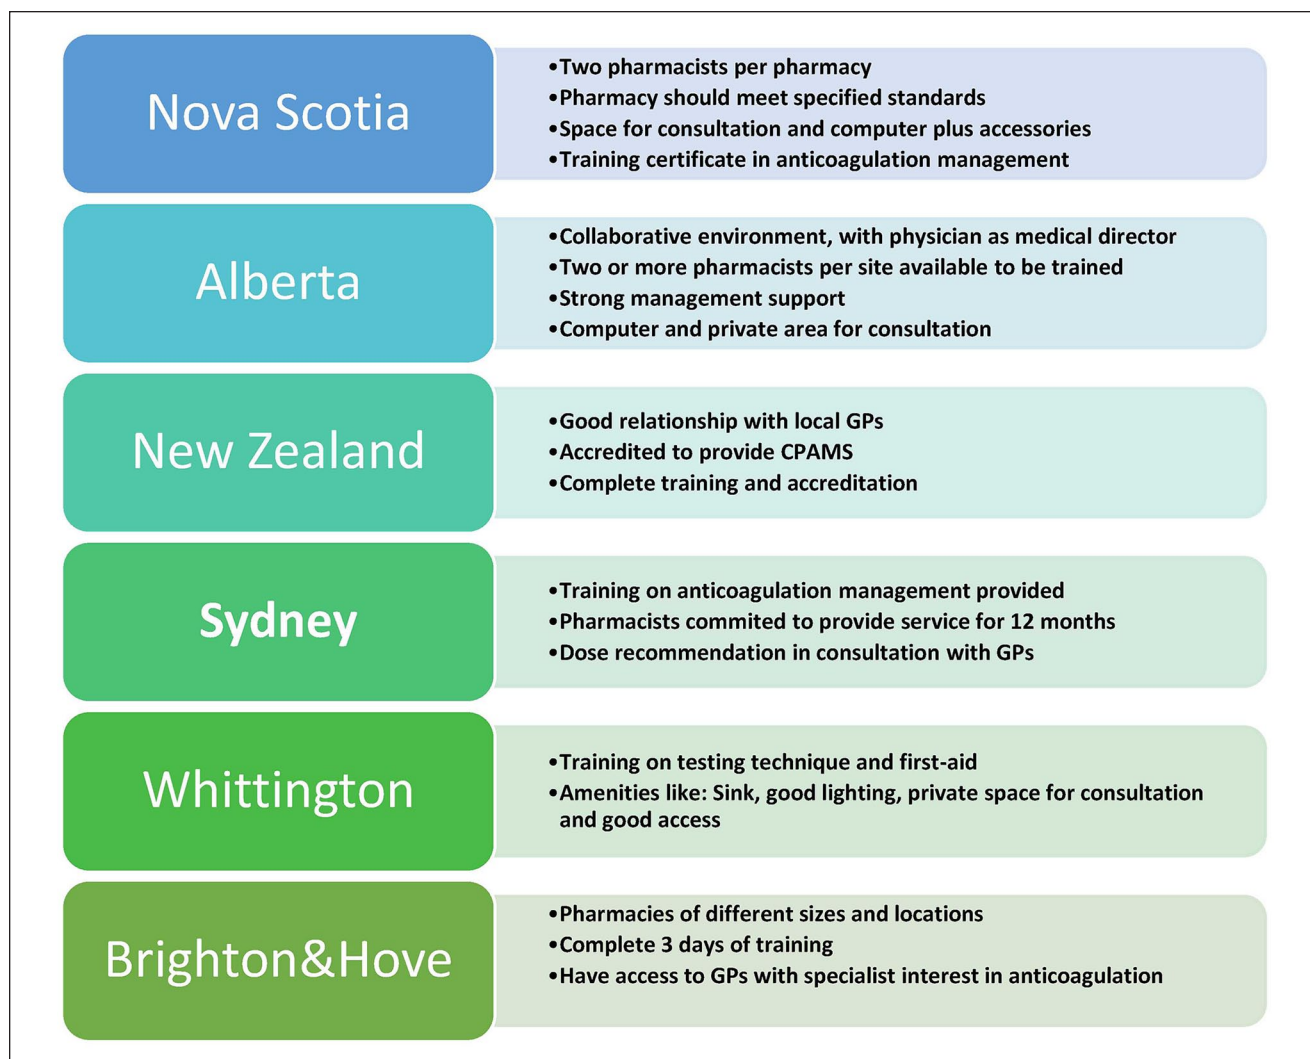 Nova Scotia
•Two pharmacists per pharmacy
•Pharmacy should meet specified standards
•Space for consultation and computer plus accessories
•Training certificate in anticoagulation management
Alberta
•Collaborative environment, with physician as medical director
•Two or more pharmacists per site available to be trained
•Strong management support
•Computer and private area for consultation
New Zealand
•Good relationship with local GPs
•Accredited to provide CPAMS
•Complete training and accreditation
Sydney
•Training on anticoagulation management provided
•Pharmacists commited to provide service for 12 months
•Dose recommendation in consultation with GPs
Whittington
•Training on testing technique and first-aid
•Amenities like: Sink, good lighting, private space for consultation
and good access
Brighton&Hove
•Pharmacies of different sizes and locations
•Complete 3 days of training
•Have access to GPs with specialist interest in anticoagulation